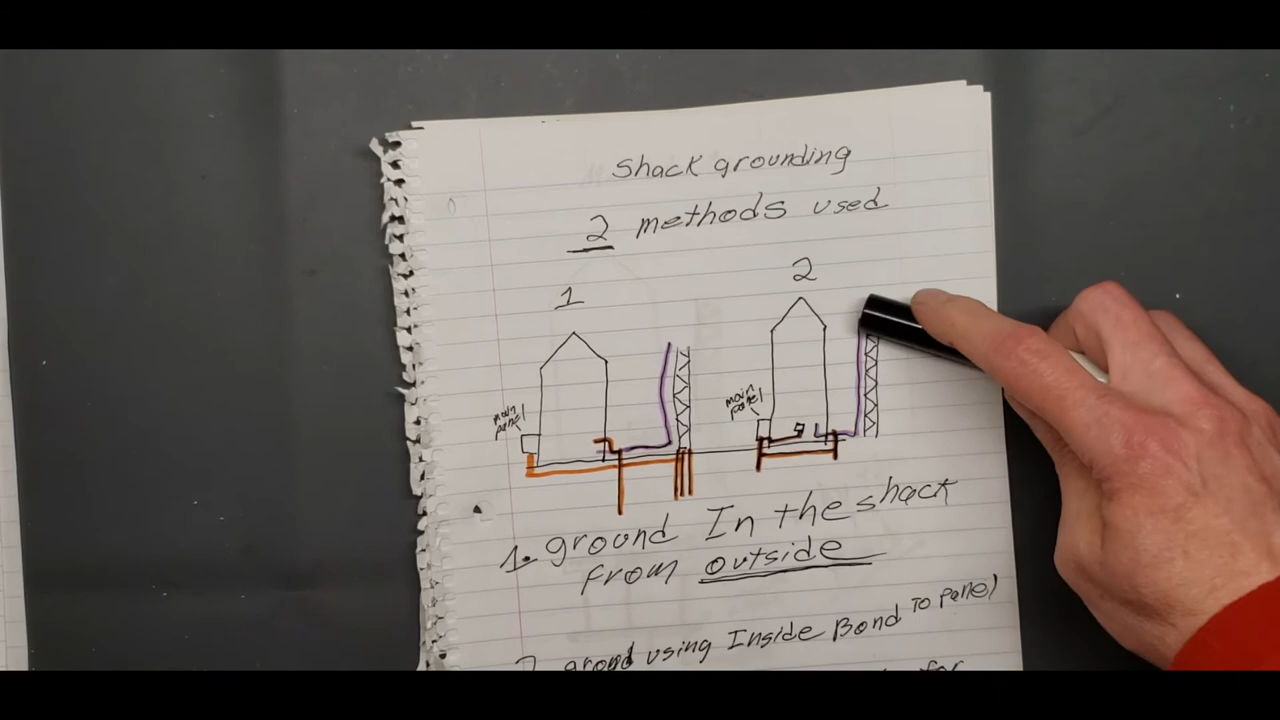 Shack grounding
2 methods used
1
2
main
panel
main
panel
1. ground In the shack
from outside
ground using Inside Bond To Panel
for